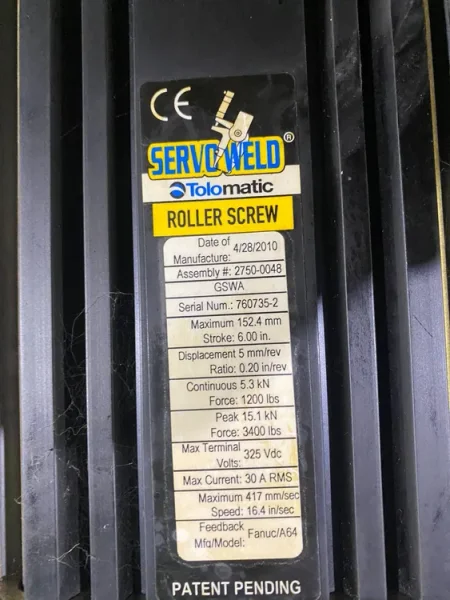 CE
SERVOWELD®
Tolomatic
ROLLER SCREW
Date of
Manufacture: 4/28/2010
Assembly #: 2750-0048
GSWA
Serial Num.: 760735-2
Maximum 152.4 mm
Stroke: 6.00 in.
Displacement 5 mm/rev
Ratio: 0.20 in/rev
Continuous 5.3 kN
Force: 1200 lbs
Peak 15.1 kN
Force: 3400 lbs
Max Terminal
Volts: 325 Vdc
Max Current: 30 A RMS
Maximum 417 mm/sec
Speed: 16.4 in/sec
Feedback
Mfg/Model: Fanuc/A64
PATENT PENDING